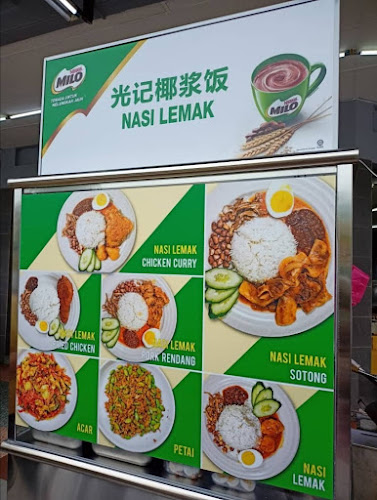 MILO
光记椰浆饭
NASI LEMAK
MILO
NASI LEMAK
CHICKEN CURRY
NASI LEMAK
SOTONG
LEMAK
CHICKEN
LEMAK
PORK RENDANG
ACAR
PETAI
NASI
LEMAK